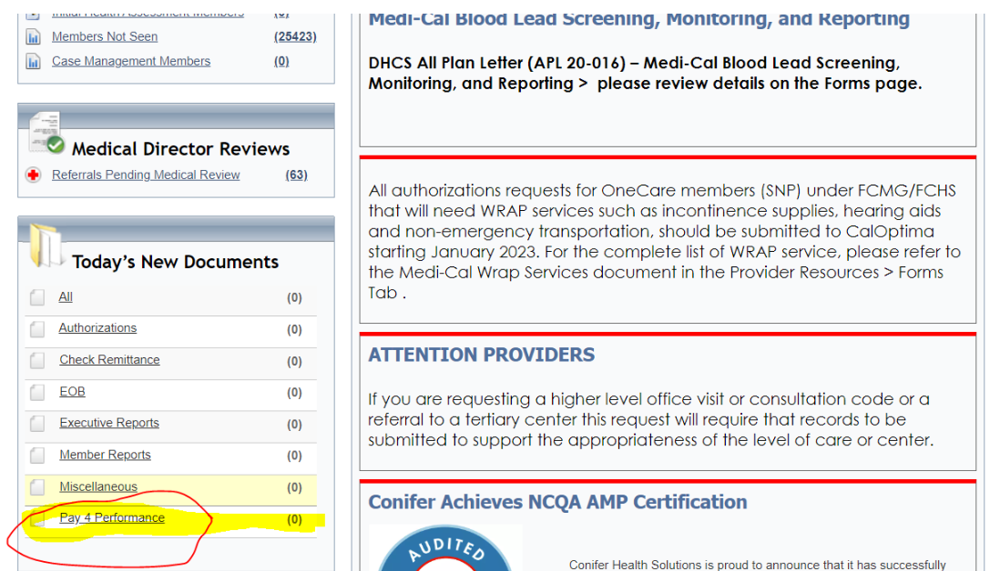 Initial Health Assessment Members (0)
Members Not Seen (25423)
Case Management Members (0)
Medical Director Reviews
Referrals Pending Medical Review (63)
Today's New Documents
All (0)
Authorizations (0)
Check Remittance (0)
EOB (0)
Executive Reports (0)
Member Reports (0)
Miscellaneous (0)
Pay 4 Performance (0)
Medi-Cal Blood Lead Screening, Monitoring, and Reporting
DHCS All Plan Letter (APL 20-016) – Medi-Cal Blood Lead Screening,
Monitoring, and Reporting > please review details on the Forms page.
All authorizations requests for OneCare members (SNP) under FCMG/FCHS
that will need WRAP services such as incontinence supplies, hearing aids
and non-emergency transportation, should be submitted to CalOptima
starting January 2023. For the complete list of WRAP service, please refer to
the Medi-Cal Wrap Services document in the Provider Resources > Forms
Tab .
ATTENTION PROVIDERS
If you are requesting a higher level office visit or consultation code or a
referral to a tertiary center this request will require that records to be
submitted to support the appropriateness of the level of care or center.
Conifer Achieves NCQA AMP Certification
AUDITED
Conifer Health Solutions is proud to announce that it has successfully